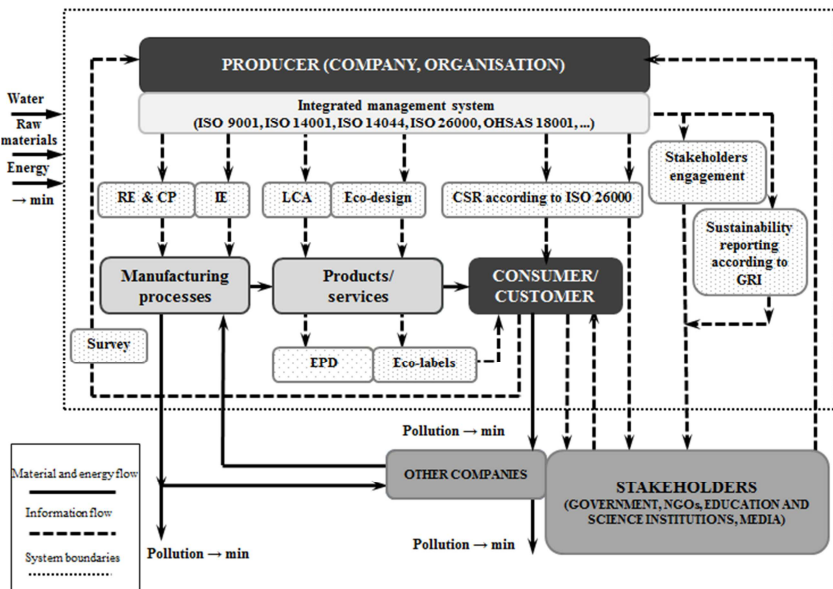 PRODUCER (COMPANY, ORGANISATION)
Integrated management system
(ISO 9001, ISO 14001, ISO 14044, ISO 26000, OHSAS 18001, ...)
Water
Raw
materials
Energy
→ min
Stakeholders
engagement
RE & CP
IE
LCA
Eco-design
CSR according to ISO 26000
Sustainability
reporting
according to
GRI
Manufacturing
processes
Products/
services
CONSUMER/
CUSTOMER
Survey
EPD
Eco-labels
Pollution → min
Material and energy flow
Information flow
System boundaries
OTHER COMPANIES
STAKEHOLDERS
(GOVERNMENT, NGOs, EDUCATION AND
SCIENCE INSTITUTIONS, MEDIA)
Pollution → min
Pollution → min